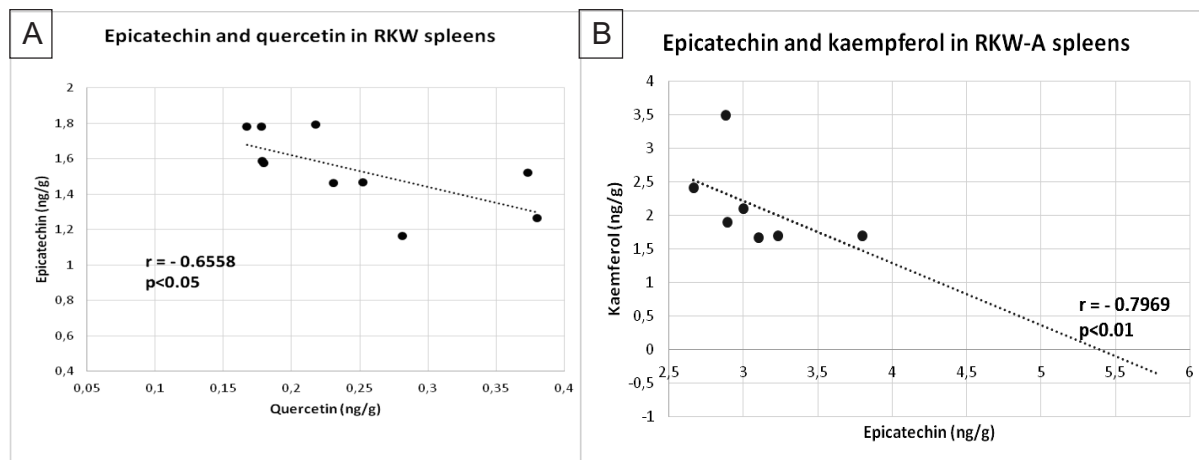 A
Epicatechin and quercetin in RKW spleens
2
1,8
1,6
1,4
1,2
1
0,8
0,6
0,4
Epicatechin (ng/g)
r = - 0.6558
p<0.05
0,05 0,1 0,15 0,2 0,25 0,3 0,35 0,4
Quercetin (ng/g)
B
Epicatechin and kaempferol in RKW-A spleens
4
3,5
3
2,5
2
1,5
1
0,5
0
-0,5
-1
Kaemferol (ng/g)
r = - 0.7969
p<0.01
2,5 3 3,5 4 4,5 5 5,5 6
Epicatechin (ng/g)